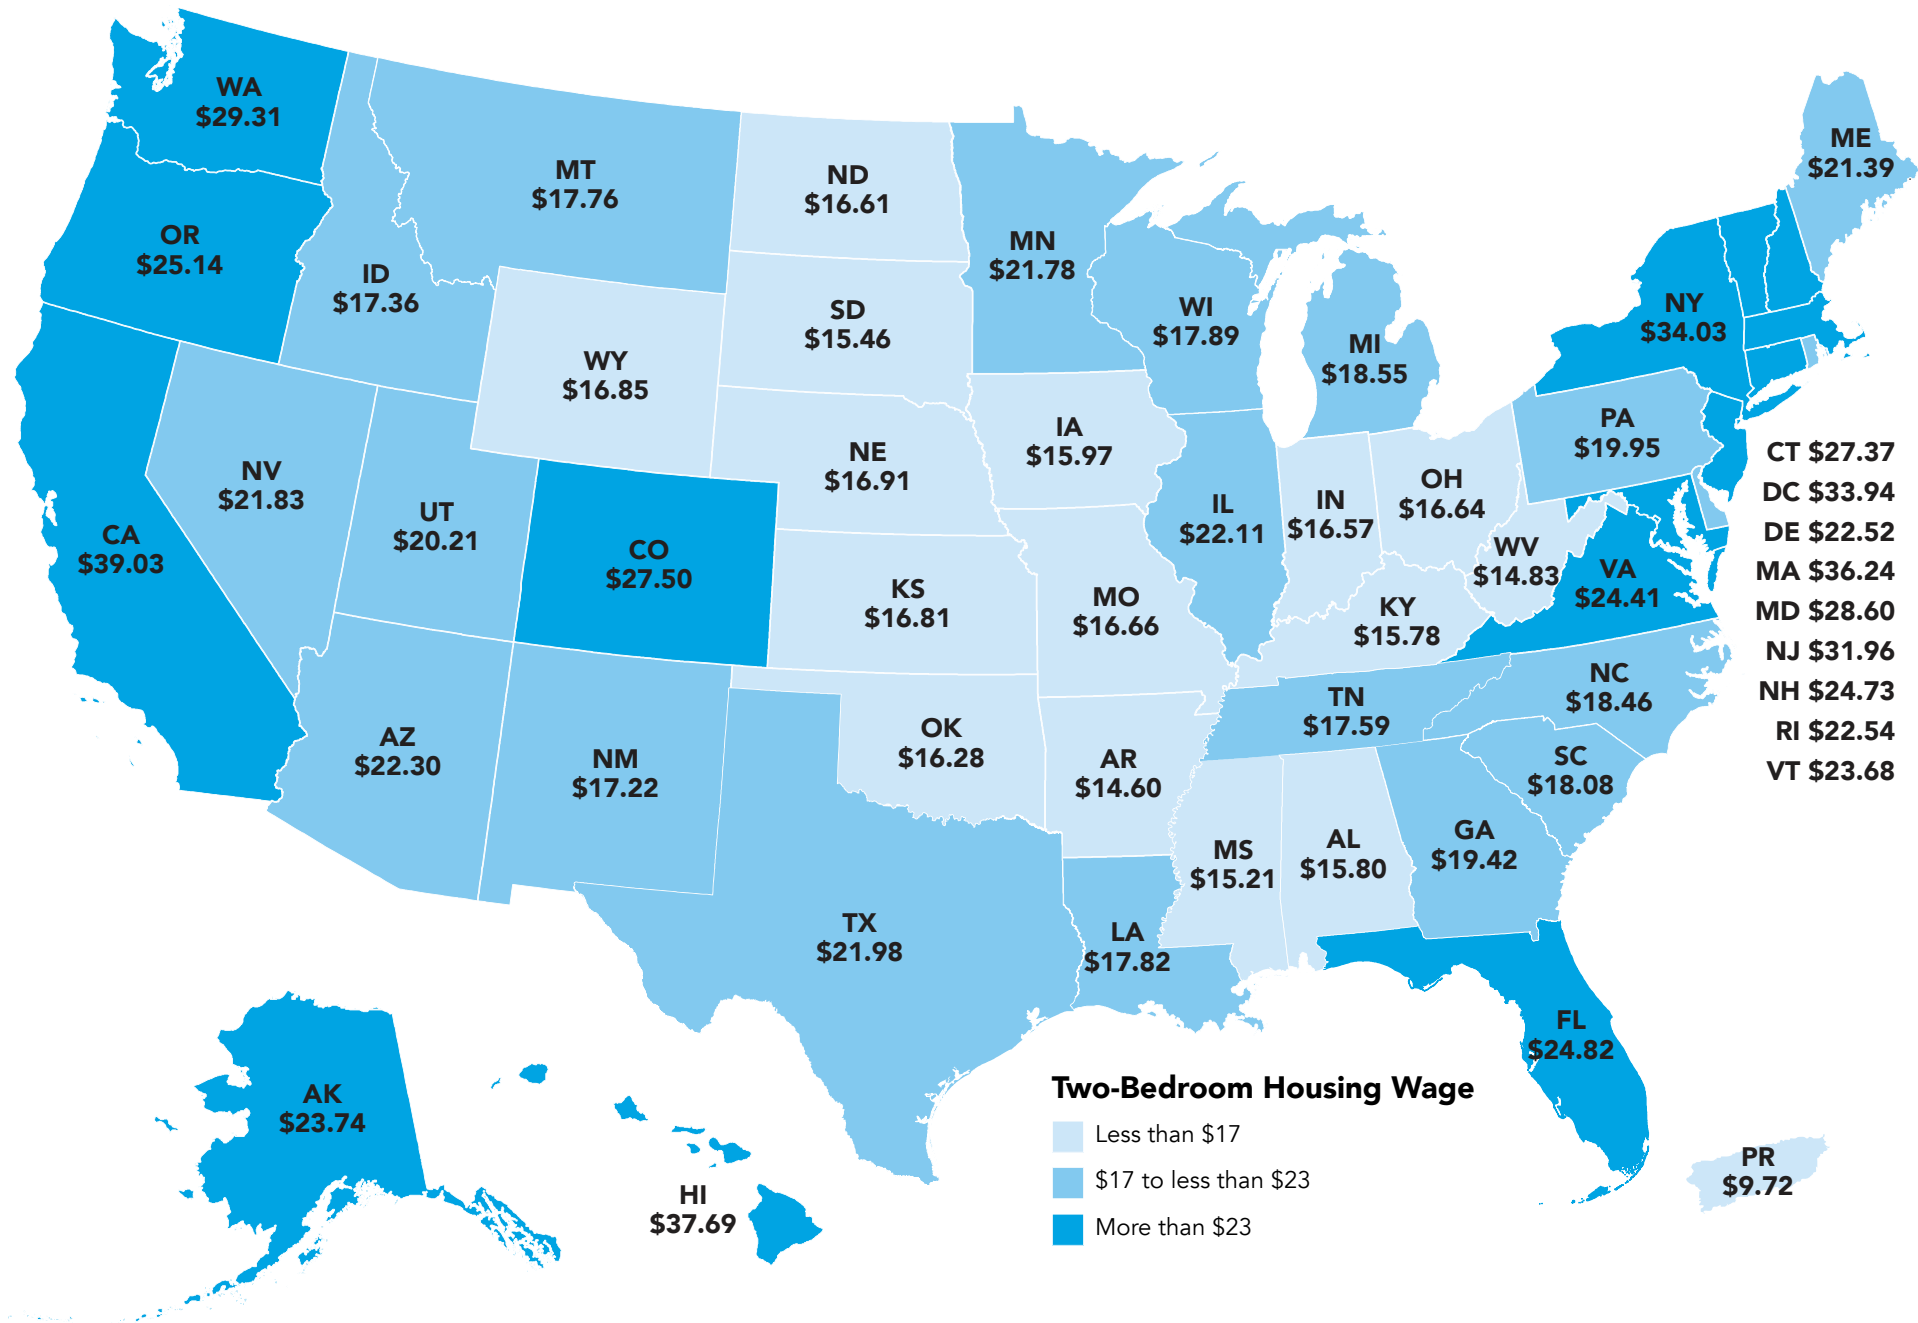 WA
$29.31
OR
$25.14
CA
$39.03
ID
$17.36
NV
$21.83
MT
$17.76
WY
$16.85
UT
$20.21
CO
$27.50
AZ
$22.30
NM
$17.22
ND
$16.61
SD
$15.46
NE
$16.91
KS
$16.81
OK
$16.28
TX
$21.98
MN
$21.78
IA
$15.97
MO
$16.66
AR
$14.60
LA
$17.82
WI
$17.89
IL
$22.11
MI
$18.55
IN
$16.57
OH
$16.64
KY
$15.78
WV
$14.83
VA
$24.41
TN
$17.59
NC
$18.46
SC
$18.08
MS
$15.21
AL
$15.80
GA
$19.42
FL
$24.82
PA
$19.95
NY
$34.03
ME
$21.39
CT $27.37
DC $33.94
DE $22.52
MA $36.24
MD $28.60
NJ $31.96
NH $24.73
RI $22.54
VT $23.68
AK
$23.74
HI
$37.69
PR
$9.72
Two-Bedroom Housing Wage
Less than $17
$17 to less than $23
More than $23